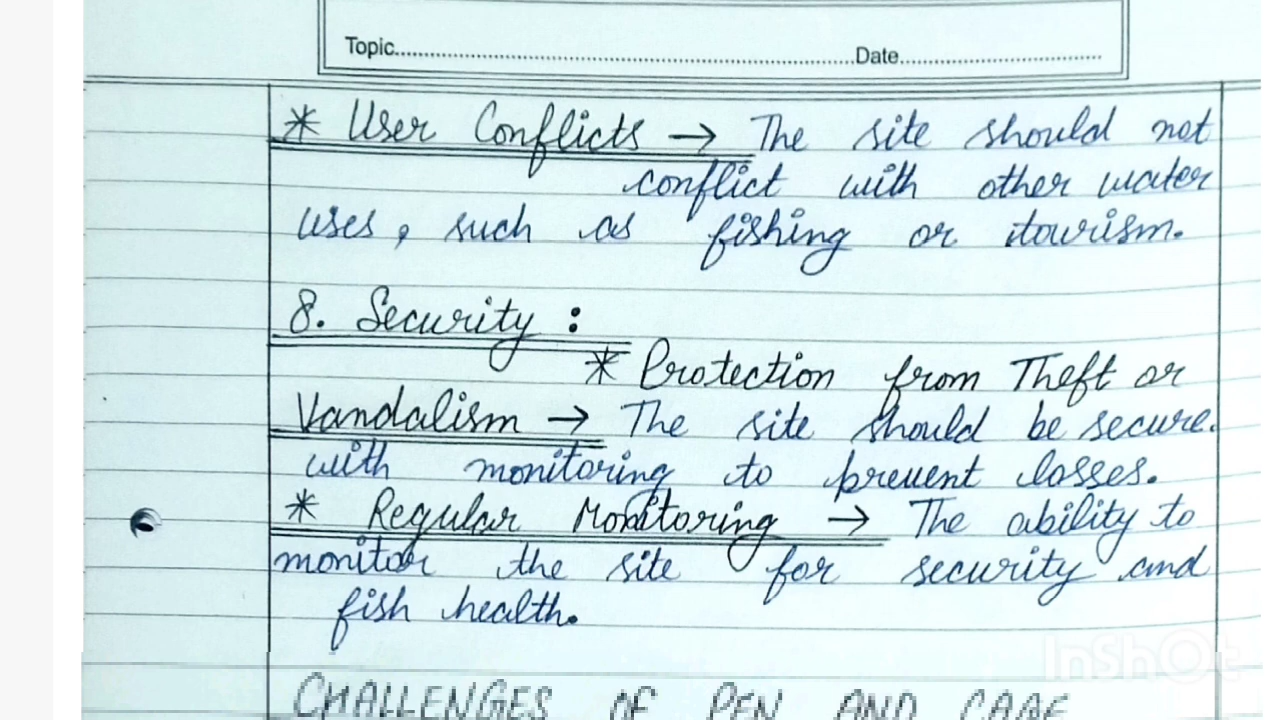 Topic......Date......
* User Conflicts → The site should not
conflict with other water
uses, such as fishing or tourism.
8. Security :
* Protection from Theft or
Vandalism → The site should be secure.
with monitoring to prevent losses.
* Regular Monitoring → The ability to
monitor the site for security and
fish health.
InShOt
CHALLENGES OF PEN AND CAGE